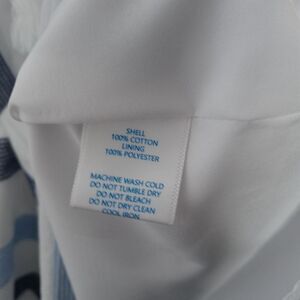 SHELL
100% COTTON
LINING
100% POLYESTER
MACHINE WASH COLD
DO NOT TUMBLE DRY
DO NOT BLEACH
DO NOT DRY CLEAN
COOL IRON